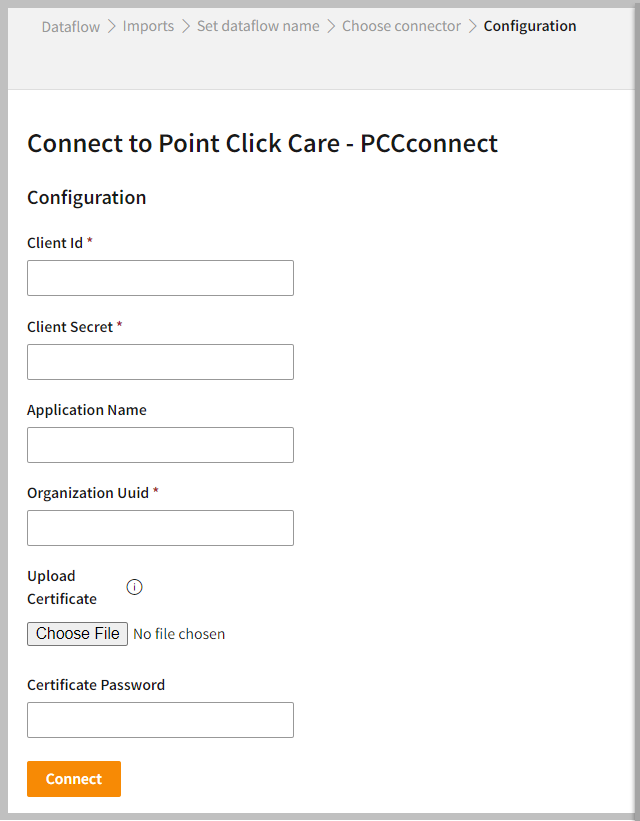 Dataflow > Imports > Set dataflow name > Choose connector > Configuration
Connect to Point Click Care - PCCconnect
Configuration
Client Id *
Client Secret *
Application Name
Organization Uuid *
Upload
Certificate
i
Choose File No file chosen
Certificate Password
Connect